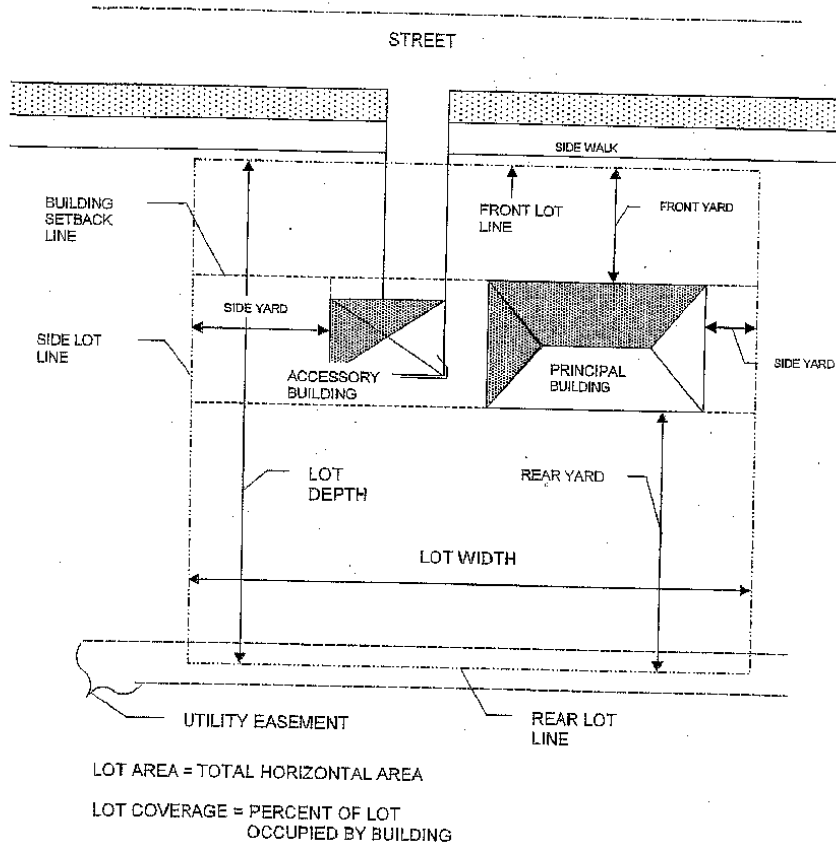 STREET
SIDE WALK
BUILDING
SETBACK
LINE
FRONT LOT
LINE
FRONT YARD
SIDE YARD
SIDE LOT
LINE
ACCESSORY
BUILDING
PRINCIPAL
BUILDING
SIDE YARD
LOT
DEPTH
REAR YARD
LOT WIDTH
UTILITY EASEMENT
REAR LOT
LINE
LOT AREA = TOTAL HORIZONTAL AREA
LOT COVERAGE = PERCENT OF LOT
OCCUPIED BY BUILDING